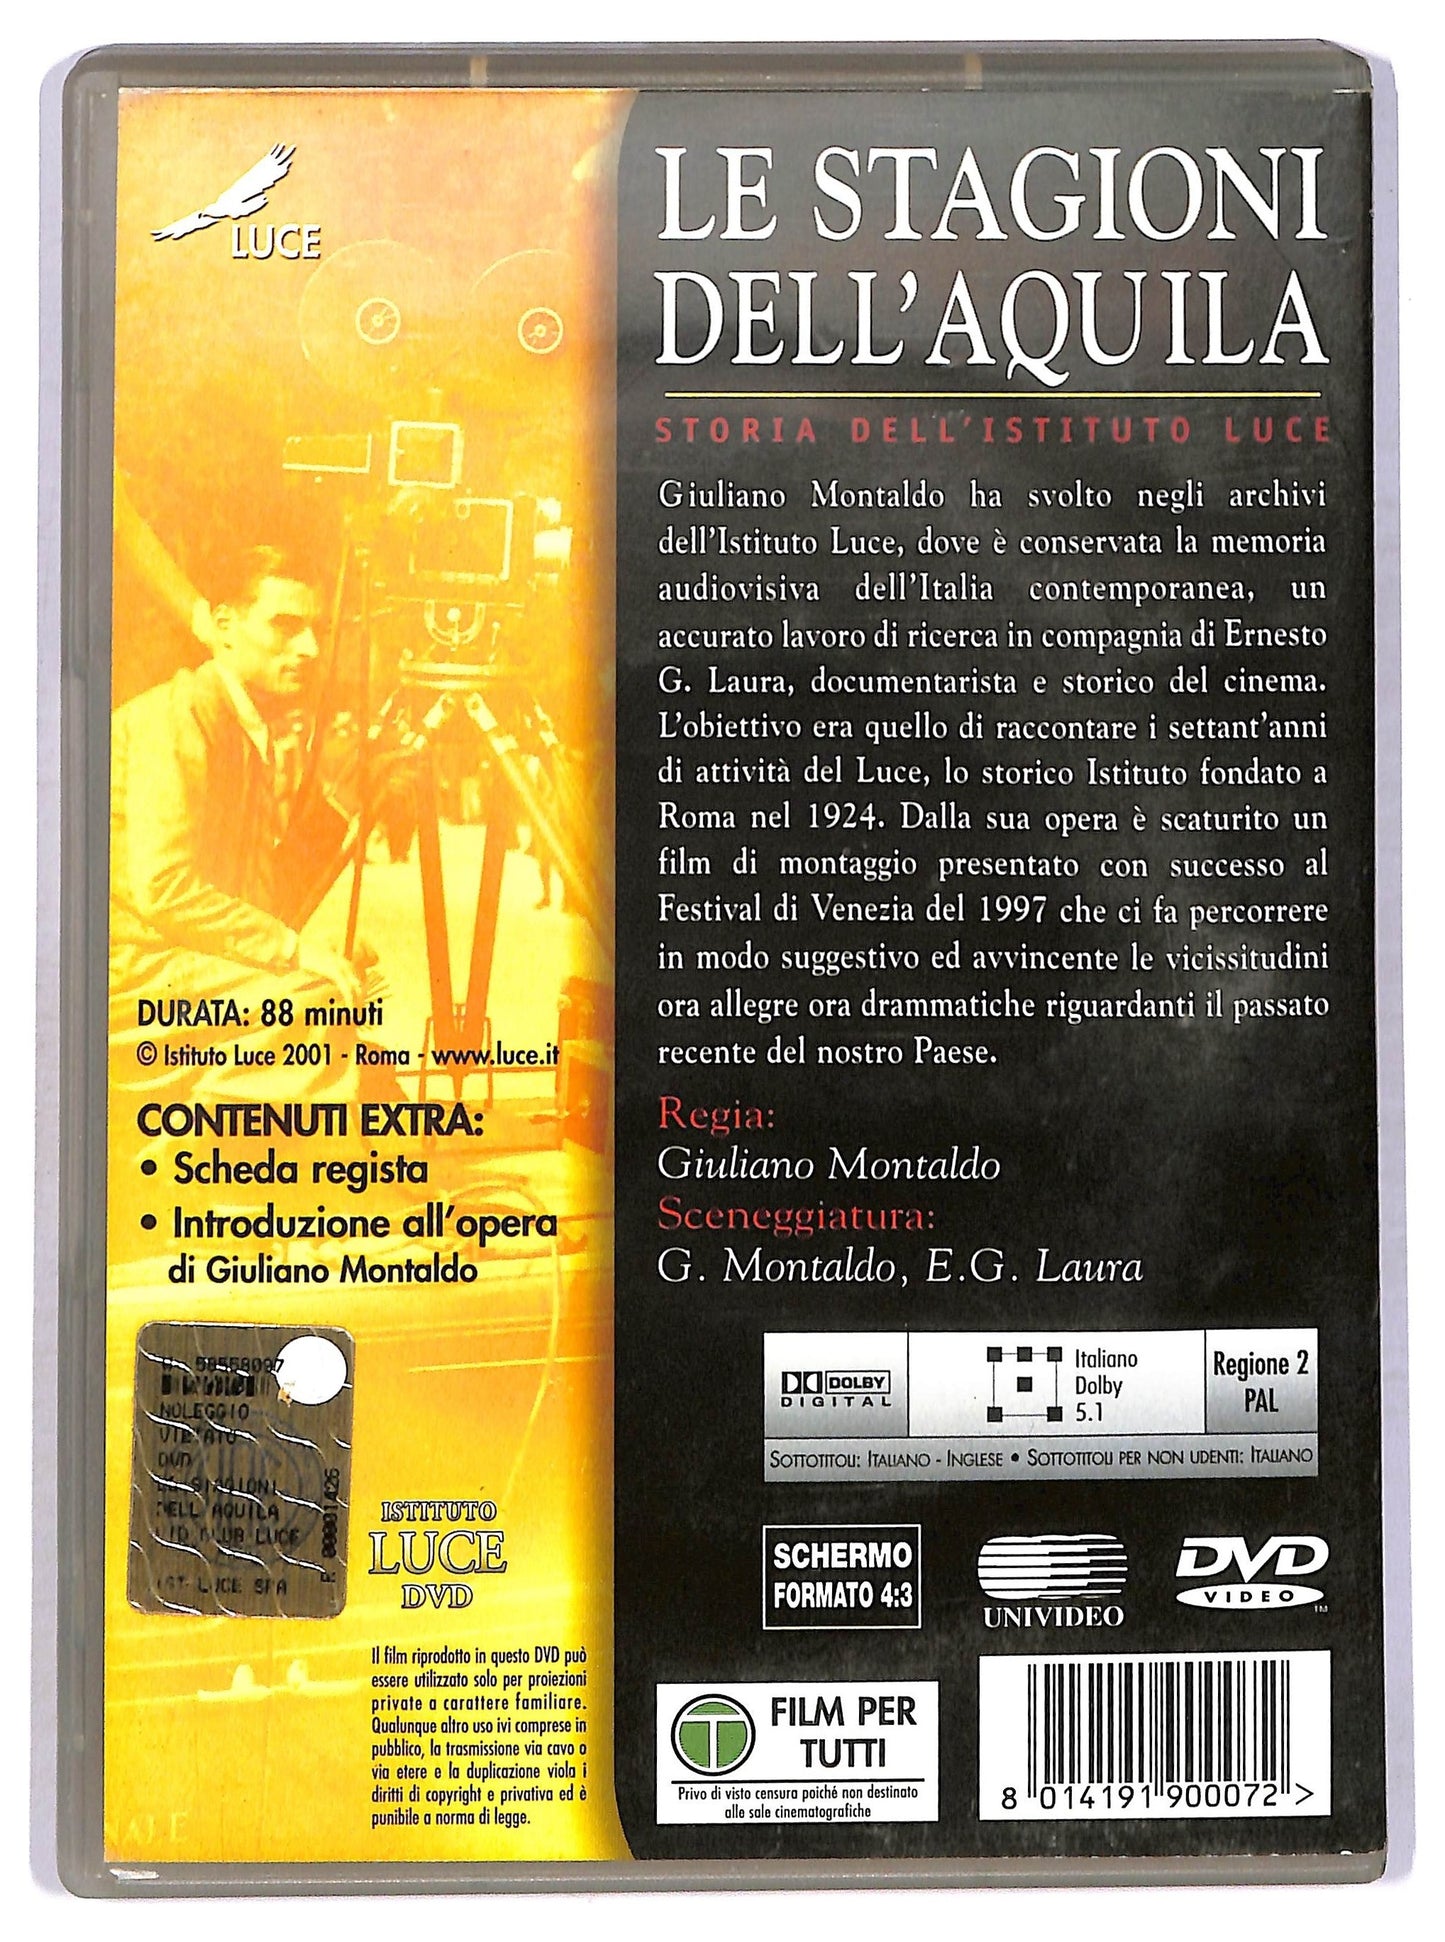 LUCE
LE STAGIONI
DELL'AQUILA
STORIA DELL'ISTITUTO LUCE
Giuliano Montaldo ha svolto negli archivi
dell'Istituto Luce, dove è conservata la memoria
audiovisiva dell'Italia contemporanea, un
accurato lavoro di ricerca in compagnia di Ernesto
G. Laura, documentarista e storico del cinema.
L'obiettivo era quello di raccontare i settant'anni
di attività del Luce, lo storico Istituto fondato a
Roma nel 1924. Dalla sua opera è scaturito un
film di montaggio presentato con successo al
Festival di Venezia del 1997 che ci fa percorrere
in modo suggestivo ed avvincente le vicissitudini
ora allegre ora drammatiche riguardanti il passato
recente del nostro Paese.
Regia:
Giuliano Montaldo
Sceneggiatura:
G. Montaldo, E.G. Laura
DURATA: 88 minuti
© Istituto Luce 2001 - Roma - www.luce.it
CONTENUTI EXTRA:
• Scheda regista
• Introduzione all'opera
di Giuliano Montaldo
58558097
NOLEGGIO
DVD
DELL AQUILA
LUCE SPA
ISTITUTO
LUCE
DVD
Il film riprodotto in questo DVD può
essere utilizzato solo per proiezioni
private a carattere familiare.
Qualunque altro uso ivi comprese in
pubblico, la trasmissione via cavo o
via etere e la duplicazione viola i
diritti di copyright e privativa ed è
punibile a norma di legge.
DOLBY
DIGITAL
Italiano
Dolby
5.1
Regione 2
PAL
SOTTOTITOLI: ITALIANO - INGLESE • SOTTOTITOLI PER NON UDENTI: ITALIANO
SCHERMO
FORMATO 4:3
UNIVIDEO
DVD
VIDEO
TM
T
FILM PER
TUTTI
Privo di visto censura poiché non destinato
alle sale cinematografiche
8 014191 900072 >